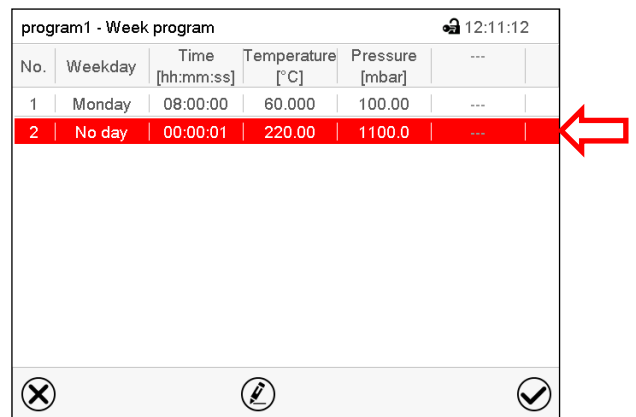 program1 - Week program 12:11:12
No. Weekday Time [hh:mm:ss] Temperature [°C] Pressure [mbar] ---
1 Monday 08:00:00 60.000 100.00 ---
2 No day 00:00:01 220.00 1100.0 ---